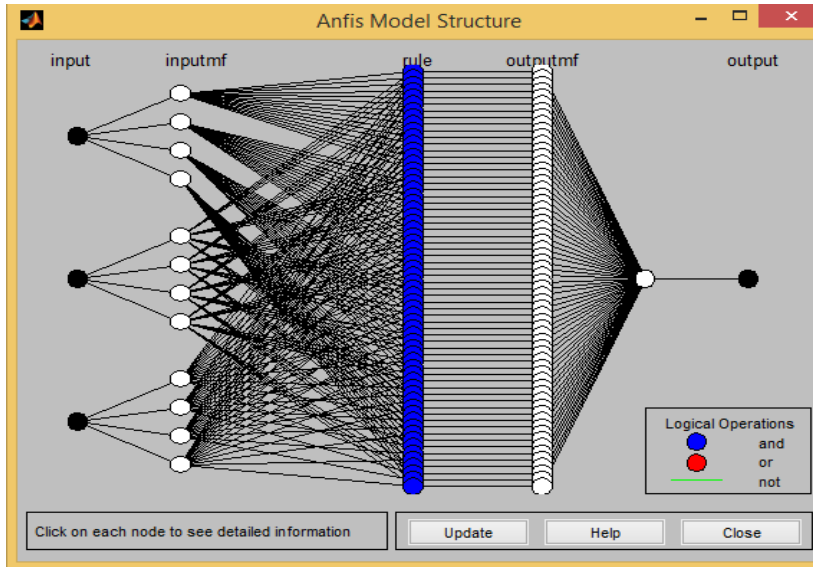 Anfis Model Structure
input inputmf rule outputmf output
Logical Operations
and
or
not
Click on each node to see detailed information
Update Help Close